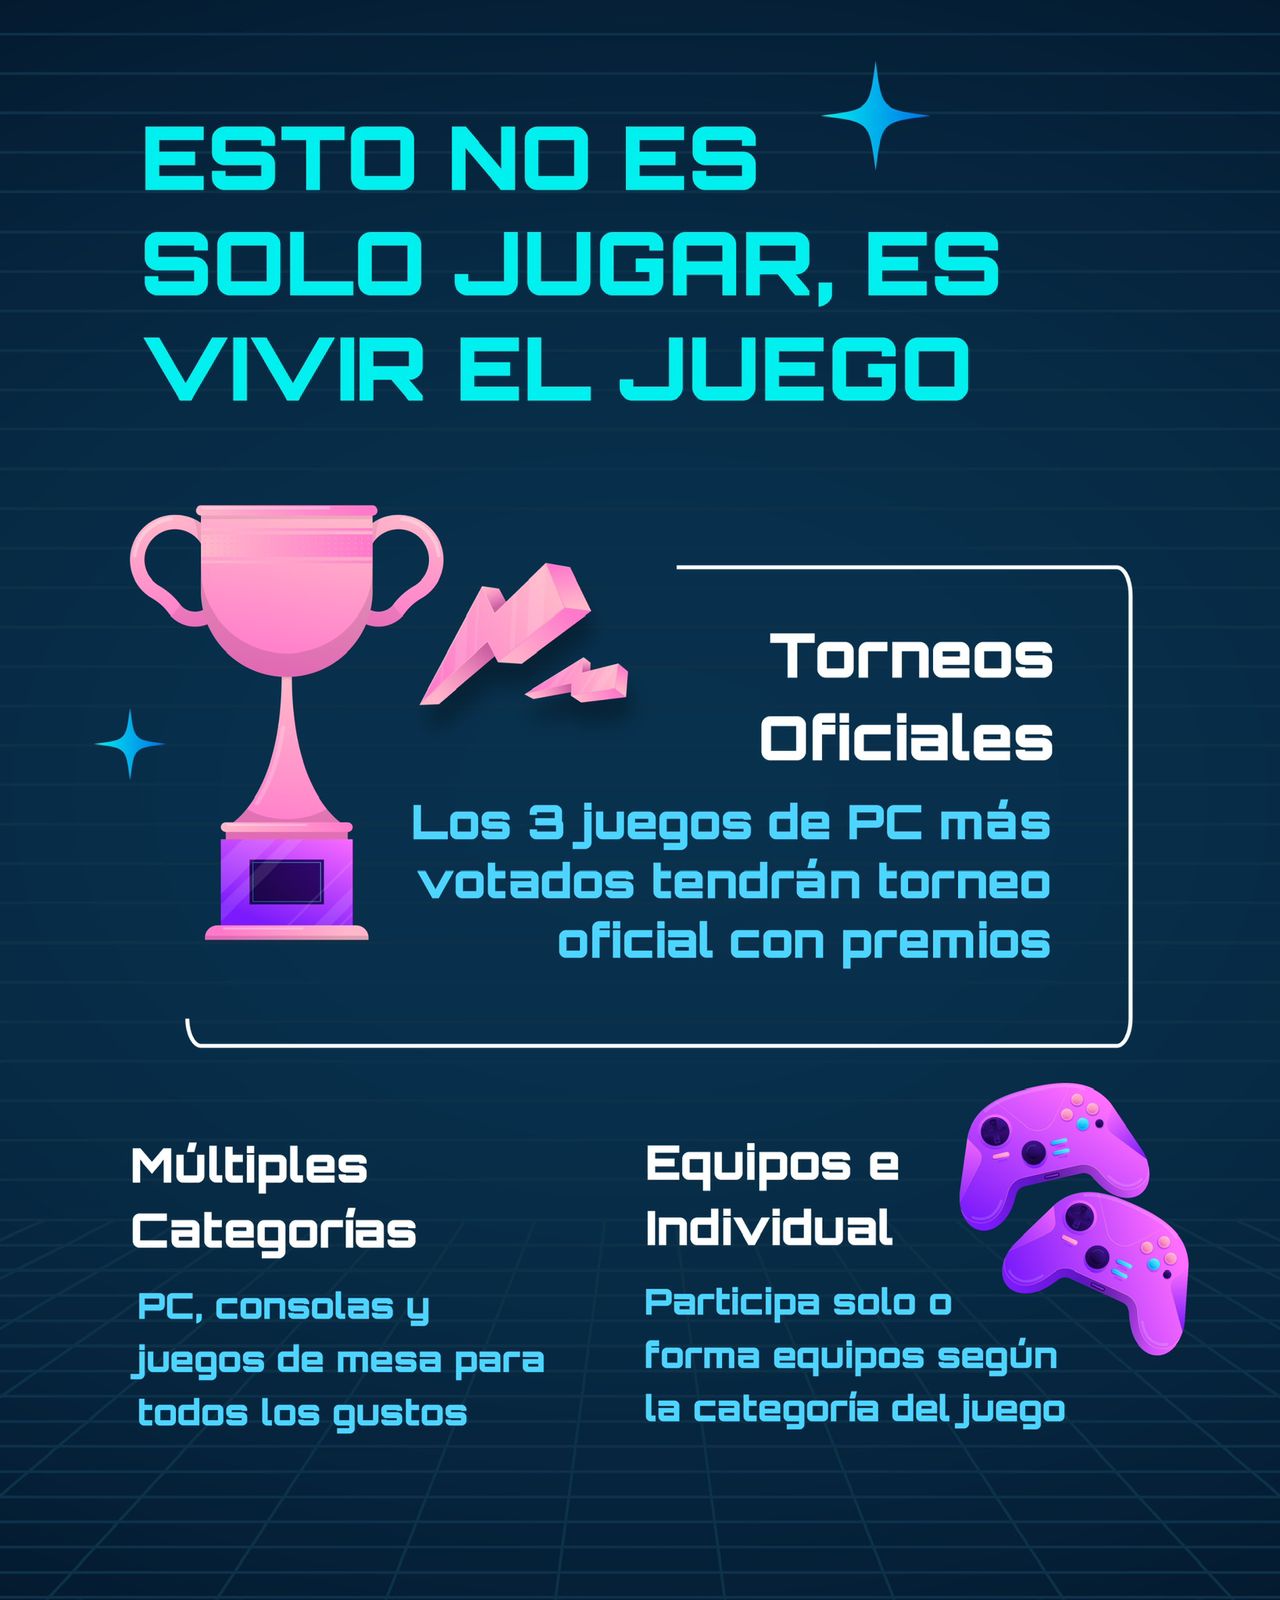 ESTO NO ES
SOLO JUGAR, ES
VIVIR EL JUEGO
Torneos
Oficiales
Los 3 juegos de PC más
votados tendrán torneo
oficial con premios
Múltiples
Categorías
PC, consolas y
juegos de mesa para
todos los gustos
Equipos e
Individual
Participa solo o
forma equipos según
la categoría del juego